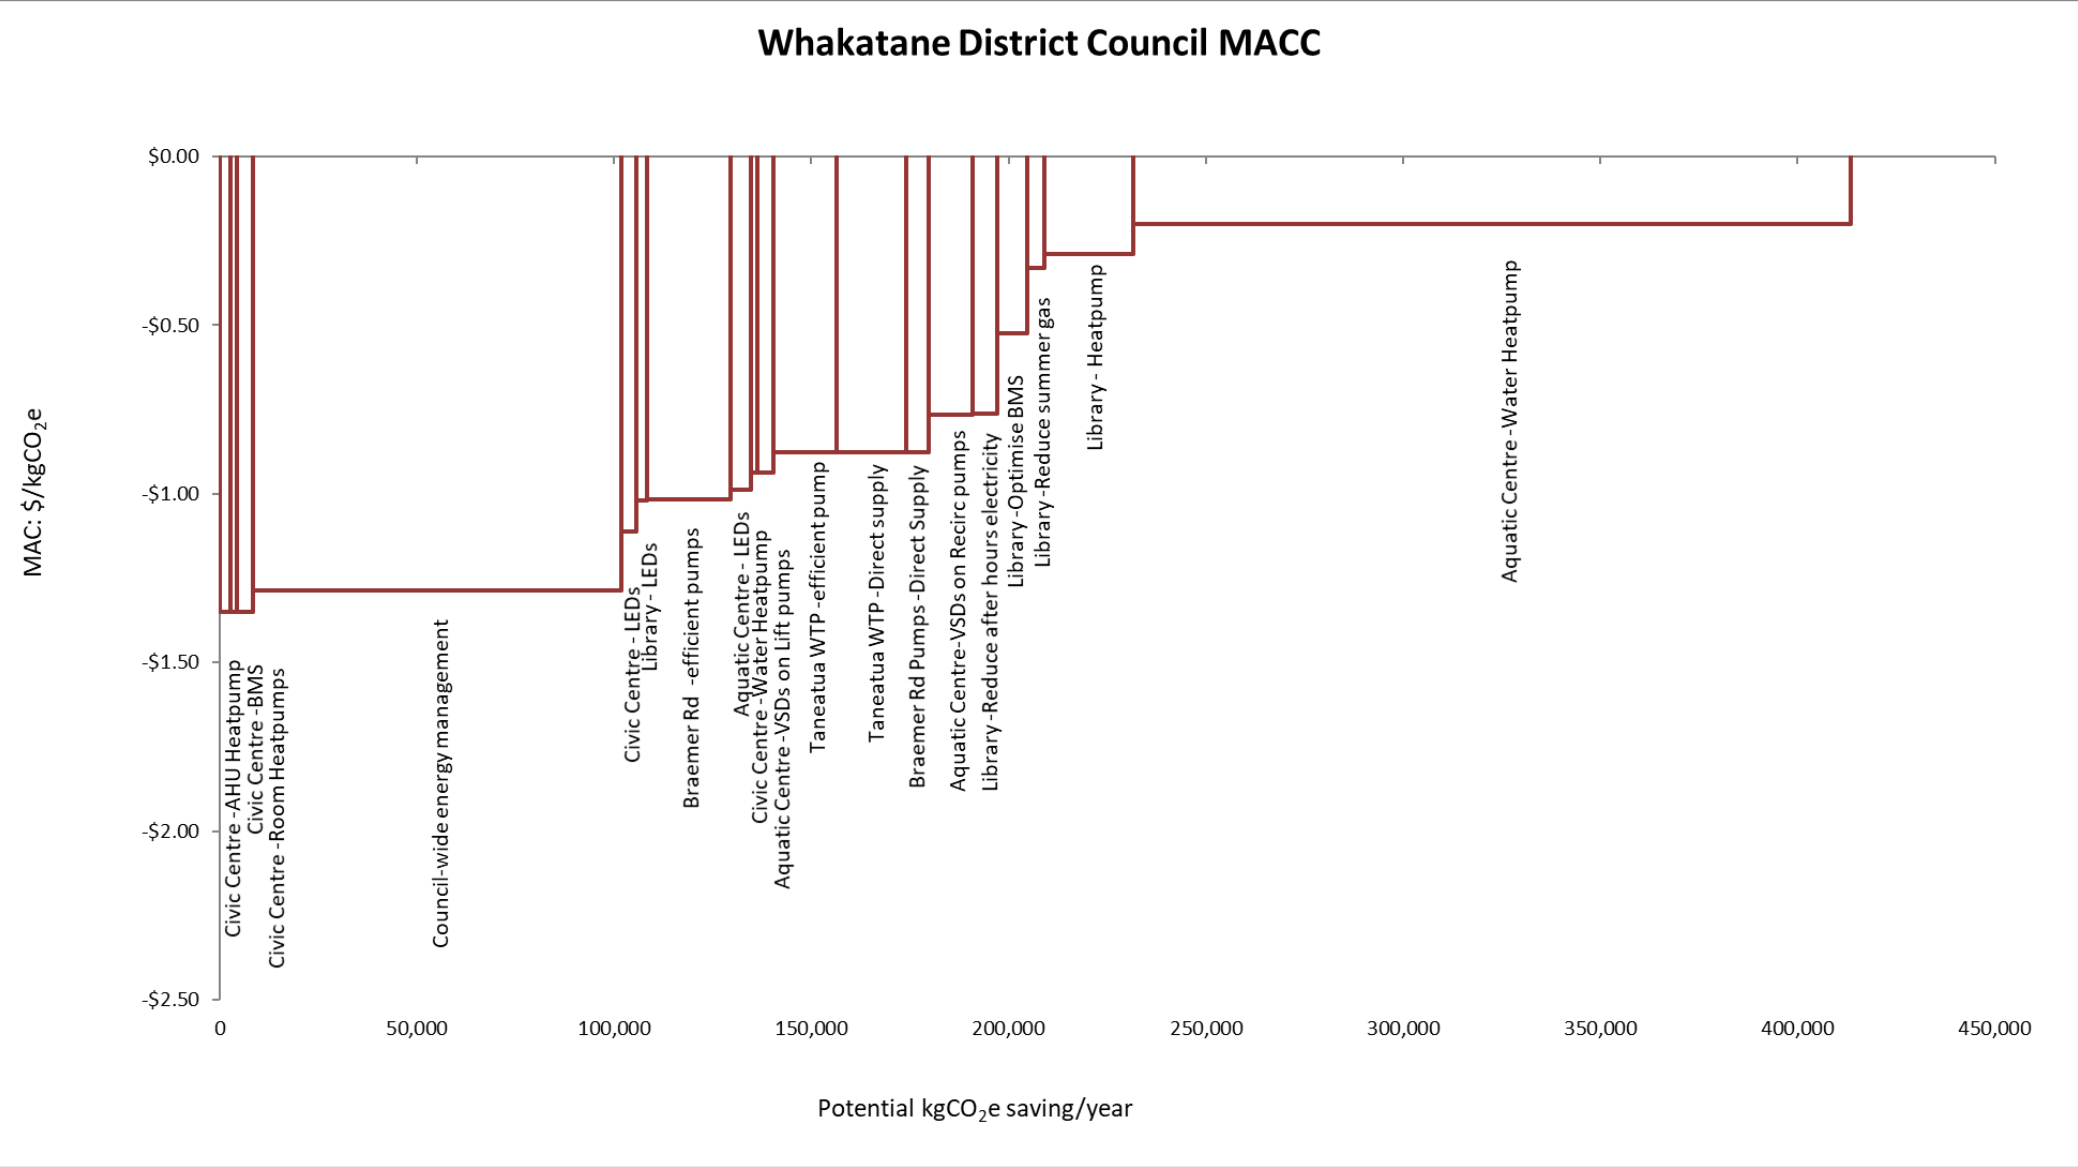 Whakatane District Council MACC
$0.00
-$0.50
-$1.00
-$1.50
-$2.00
-$2.50
MAC: $/kgCO₂e
Civic Centre -AHU Heatpump
Civic Centre -BMS
Civic Centre -Room Heatpumps
Council-wide energy management
Civic Centre - LEDs
Library - LEDs
Braemer Rd -efficient pumps
Aquatic Centre - LEDs
Civic Centre -Water Heatpump
Aquatic Centre -VSDs on Lift pumps
Taneatua WTP -efficient pump
Taneatua WTP -Direct supply
Braemer Rd Pumps -Direct Supply
Aquatic Centre-VSDs on Recirc pumps
Library -Reduce after hours electricity
Library -Optimise BMS
Library -Reduce summer gas
Library - Heatpump
Aquatic Centre -Water Heatpump
0 50,000 100,000 150,000 200,000 250,000 300,000 350,000 400,000 450,000
Potential kgCO₂e saving/year